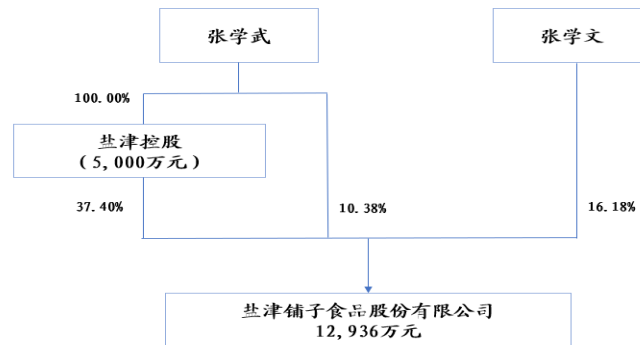 张学武
张学文
100.00%
盐津控股
(5,000万元)
37.40%
10.38%
16.18%
盐津铺子食品股份有限公司
12,936万元